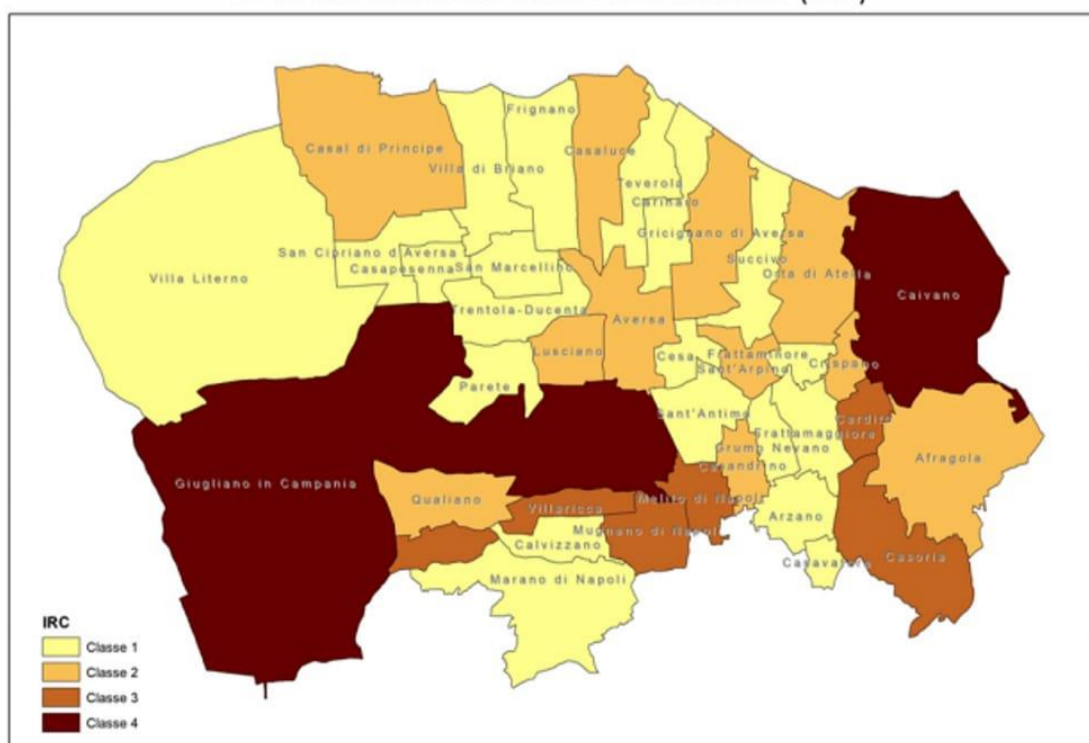 Frignano
Casal di Principe
Casaluce
Villa di Briano
Teverola
Carinaro
Gricignano di Aversa
San Cipriano d'Aversa
Succivo
Casapesenna
San Marcellino
Orta di Atella
Villa Literno
Caivano
Trentola-Ducenta
Aversa
Lusciano
Cesa
Frattaminore
Sant'Arpino
Crispano
Parete
Sant'Antimo
Cardito
Frattamaggiore
Grumo Nevano
Afragola
Casandrino
Giugliano in Campania
Qualiano
Melito di Napoli
Villaricca
Mugnano di Napoli
Arzano
Calvizzano
Casoria
Casavatore
Marano di Napoli
IRC
Classe 1
Classe 2
Classe 3
Classe 4